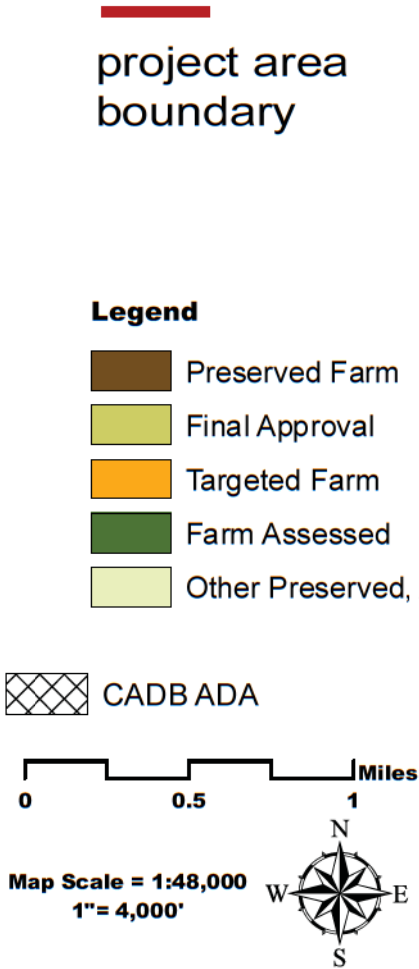 project area
boundary
Legend
Preserved Farm
Final Approval
Targeted Farm
Farm Assessed
Other Preserved,
CADB ADA
Miles
0 0.5 1
N
Map Scale = 1:48,000
W E
1"= 4,000'
S